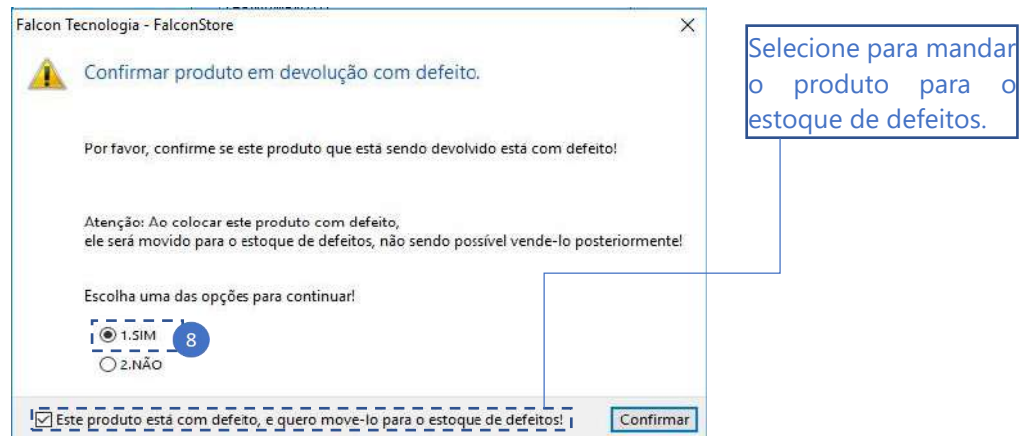 Falcon Tecnologia - FalconStore
Confirmar produto em devolução com defeito.
Por favor, confirme se este produto que está sendo devolvido está com defeito!
Atenção: Ao colocar este produto com defeito,
ele será movido para o estoque de defeitos, não sendo possível vende-lo posteriormente!
Escolha uma das opções para continuar!
1.SIM
8
2.NÃO
Este produto está com defeito, e quero move-lo para o estoque de defeitos!
Confirmar
Selecione para mandar
o produto para o
estoque de defeitos.